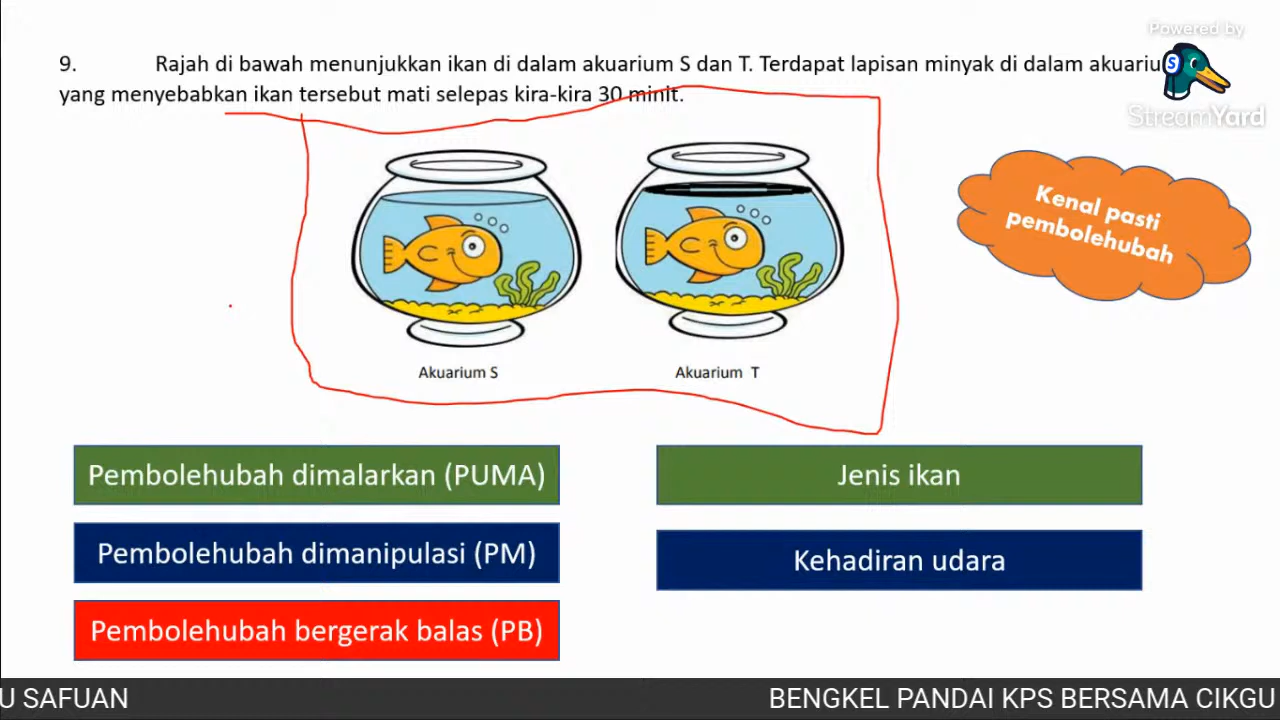 Powered by
StreamYard
9. Rajah di bawah menunjukkan ikan di dalam akuarium S dan T. Terdapat lapisan minyak di dalam
yang menyebabkan ikan tersebut mati selepas kira-kira 30 minit.
Kenal pasti
pembolehubah
Akuarium S
Akuarium T
Pembolehubah dimalarkan (PUMA)
Jenis ikan
Pembolehubah dimanipulasi (PM)
Kehadiran udara
Pembolehubah bergerak balas (PB)
U SAFUAN
BENGKEL PANDAI KPS BERSAMA CIKGU